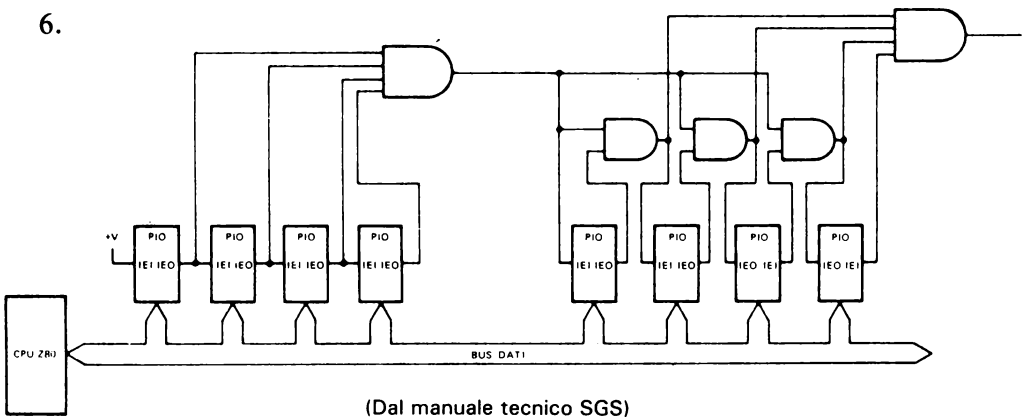 6.
+V
PIO
IEI IEO
PIO
IEI IEO
PIO
IEI IEO
PIO
IEI IEO
PIO
IEI IEO
PIO
IEI IEO
PIO
IEO IEI
PIO
IEO IEI
CPU Z80
BUS DATI
(Dal manuale tecnico SGS)